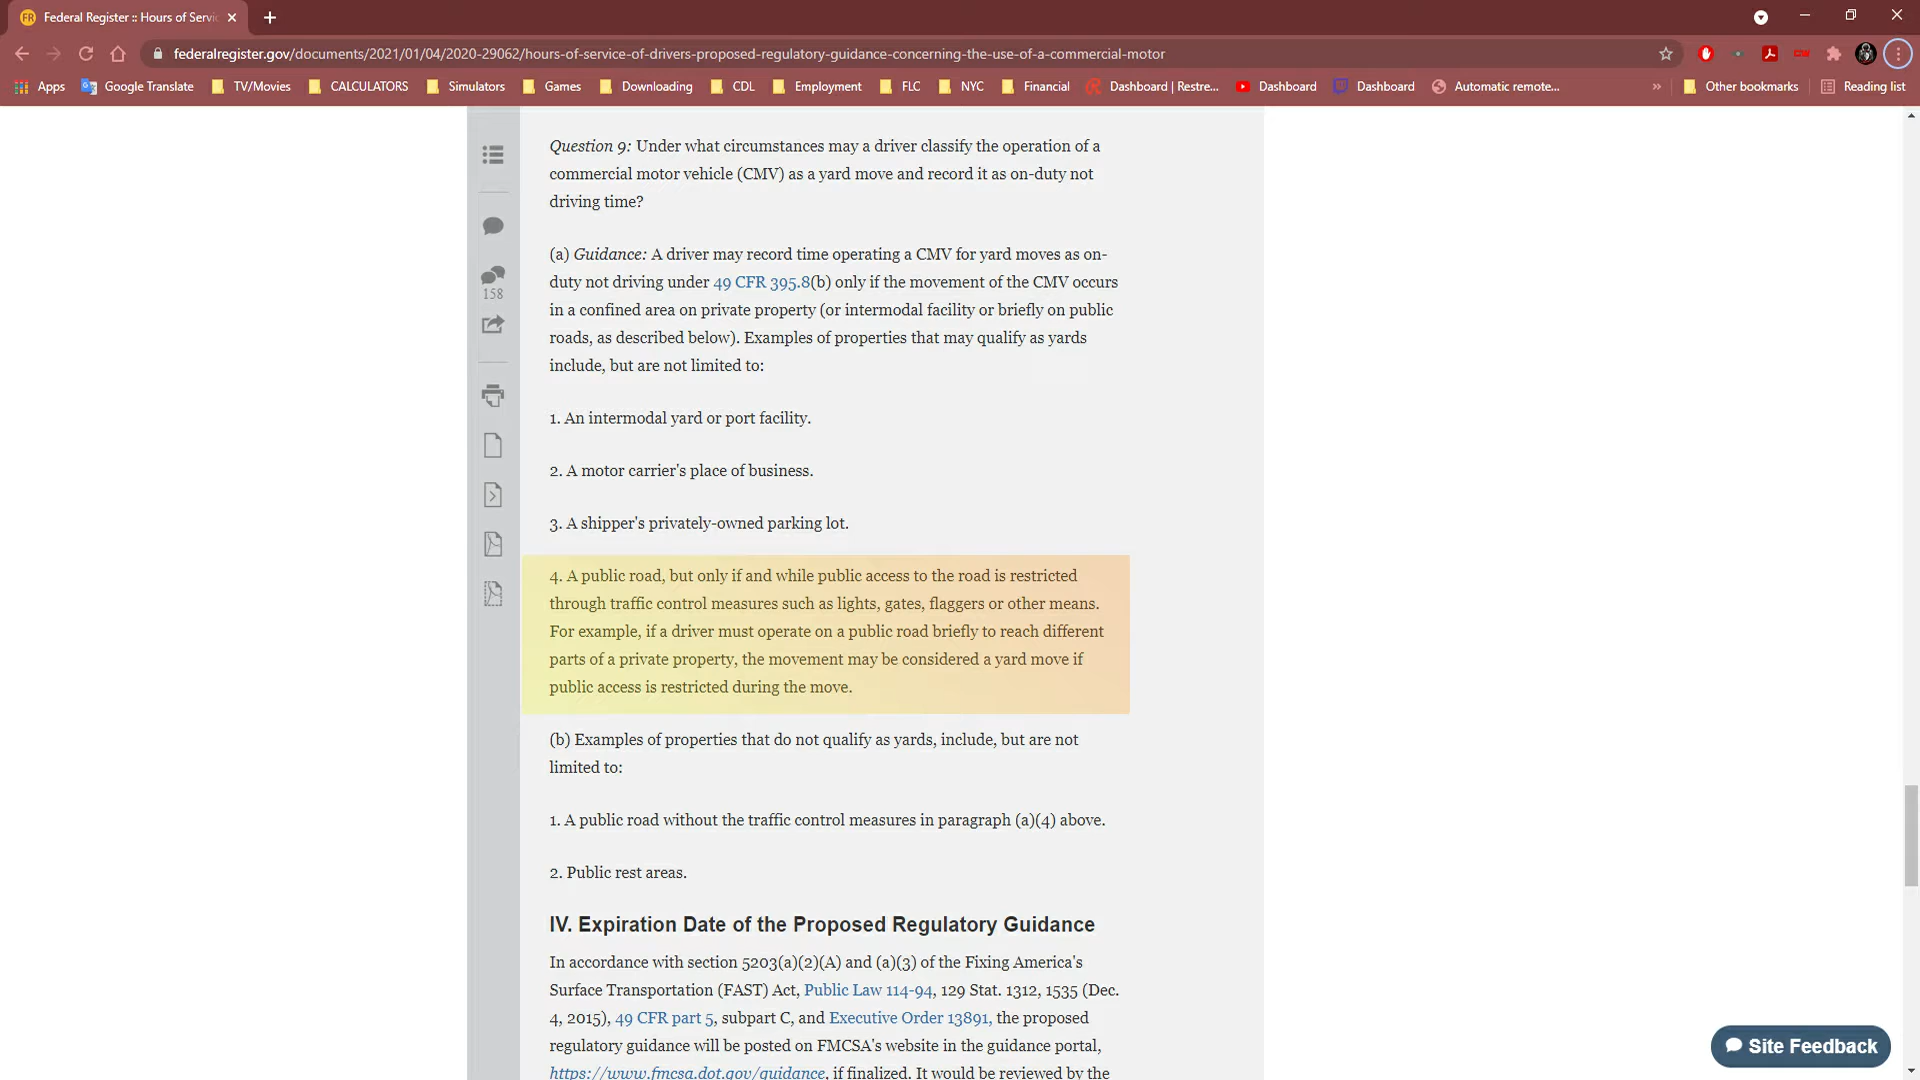 FR Federal Register :: Hours of Servic
federalregister.gov/documents/2021/01/04/2020-29062/hours-of-service-of-drivers-proposed-regulatory-guidance-concerning-the-use-of-a-commercial-motor
Apps Google Translate TV/Movies CALCULATORS Simulators Games Downloading CDL Employment FLC NYC Financial Dashboard | Restre... Dashboard Dashboard Automatic remote... » Other bookmarks Reading list
Question 9: Under what circumstances may a driver classify the operation of a
commercial motor vehicle (CMV) as a yard move and record it as on-duty not
driving time?
(a) Guidance: A driver may record time operating a CMV for yard moves as on-
duty not driving under 49 CFR 395.8(b) only if the movement of the CMV occurs
158
in a confined area on private property (or intermodal facility or briefly on public
roads, as described below). Examples of properties that may qualify as yards
include, but are not limited to:
1. An intermodal yard or port facility.
2. A motor carrier's place of business.
3. A shipper's privately-owned parking lot.
4. A public road, but only if and while public access to the road is restricted
through traffic control measures such as lights, gates, flaggers or other means.
For example, if a driver must operate on a public road briefly to reach different
parts of a private property, the movement may be considered a yard move if
public access is restricted during the move.
(b) Examples of properties that do not qualify as yards, include, but are not
limited to:
1. A public road without the traffic control measures in paragraph (a)(4) above.
2. Public rest areas.
IV. Expiration Date of the Proposed Regulatory Guidance
In accordance with section 5203(a)(2)(A) and (a)(3) of the Fixing America's
Surface Transportation (FAST) Act, Public Law 114-94, 129 Stat. 1312, 1535 (Dec.
4, 2015), 49 CFR part 5, subpart C, and Executive Order 13891, the proposed
regulatory guidance will be posted on FMCSA's website in the guidance portal,
https://www.fmcsa.dot.gov/guidance, if finalized. It would be reviewed by the
Site Feedback